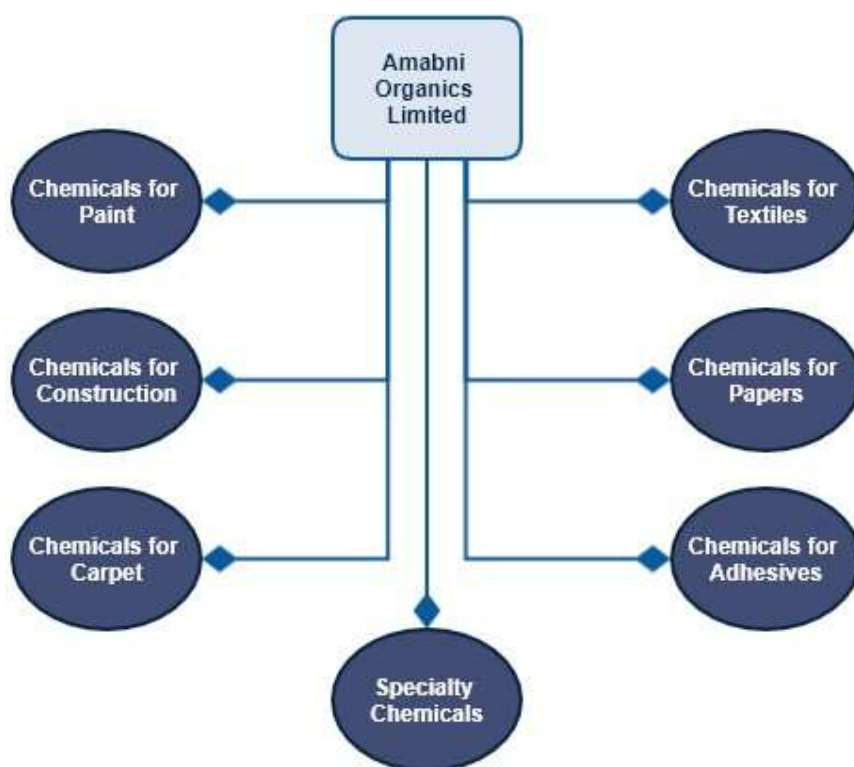 Amabni
Organics
Limited
Chemicals for
Paint
Chemicals for
Textiles
Chemicals for
Construction
Chemicals for
Papers
Chemicals for
Carpet
Chemicals for
Adhesives
Specialty
Chemicals